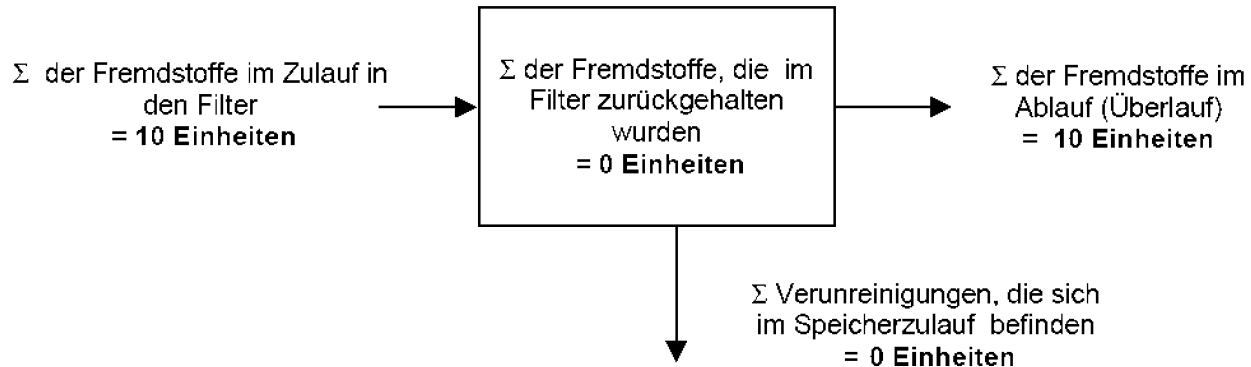 Σ der Fremdstoffe im Zulauf in
den Filter
= 10 Einheiten
Σ der Fremdstoffe, die im
Filter zurückgehalten
wurden
= 0 Einheiten
Σ der Fremdstoffe im
Ablauf (Überlauf)
= 10 Einheiten
Σ Verunreinigungen, die sich
im Speicherzulauf befinden
= 0 Einheiten